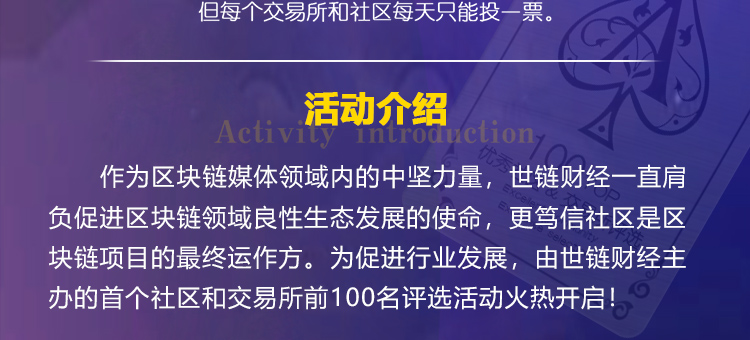 但每个交易所和社区每天只能投一票。
活动介绍
Activity introduction
作为区块链媒体领域内的中坚力量，世链财经一直肩
负促进区块链领域良性生态发展的使命，更笃信社区是区
块链项目的最终运作方。为促进行业发展，由世链财经主
办的首个社区和交易所前100名评选活动火热开启！